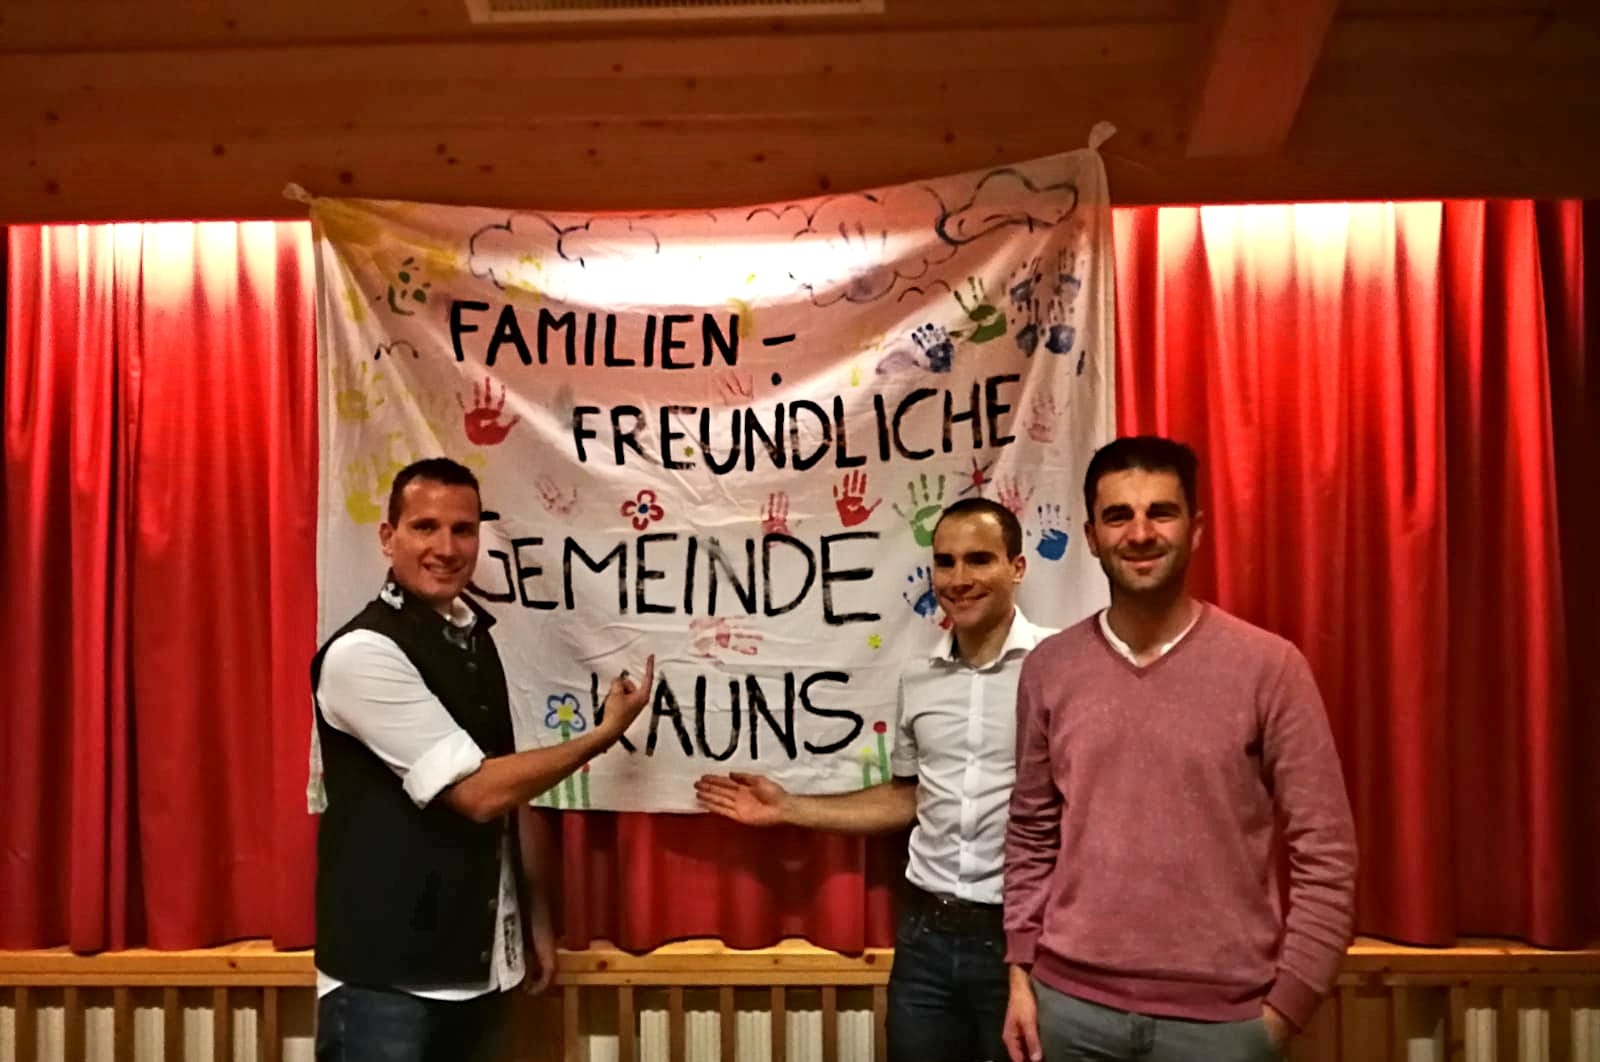 FAMILIEN-
FREUNDLICHE
GEMEINDE
KAUNS